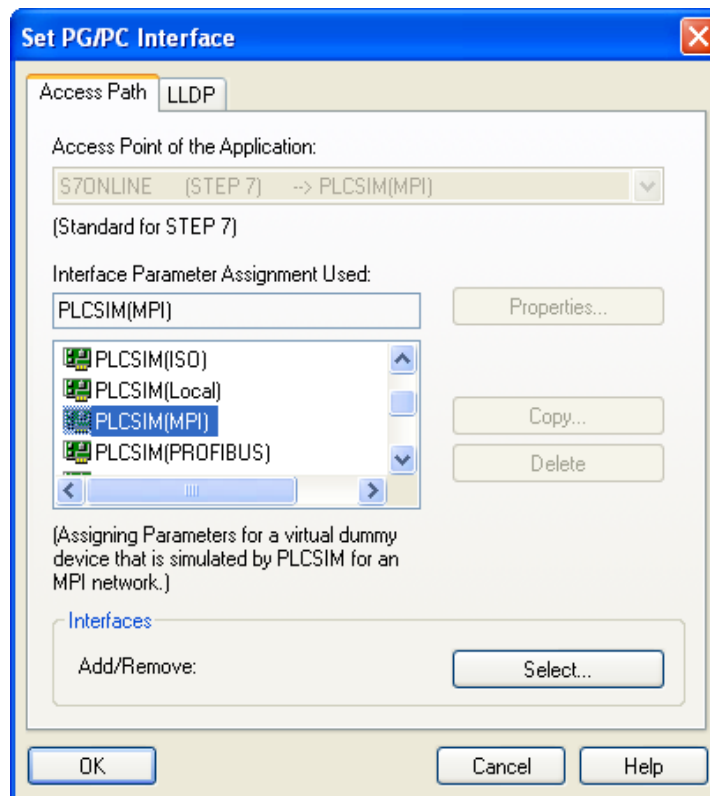 Set PG/PC Interface
Access Path
LLDP
Access Point of the Application:
S7ONLINE (STEP 7) --> PLCSIM(MPI)
(Standard for STEP 7)
Interface Parameter Assignment Used:
PLCSIM(MPI)
Properties...
PLCSIM(ISO)
PLCSIM(Local)
PLCSIM(MPI)
PLCSIM(PROFIBUS)
Copy...
Delete
(Assigning Parameters for a virtual dummy
device that is simulated by PLCSIM for an
MPI network.)
Interfaces
Add/Remove:
Select...
OK
Cancel
Help